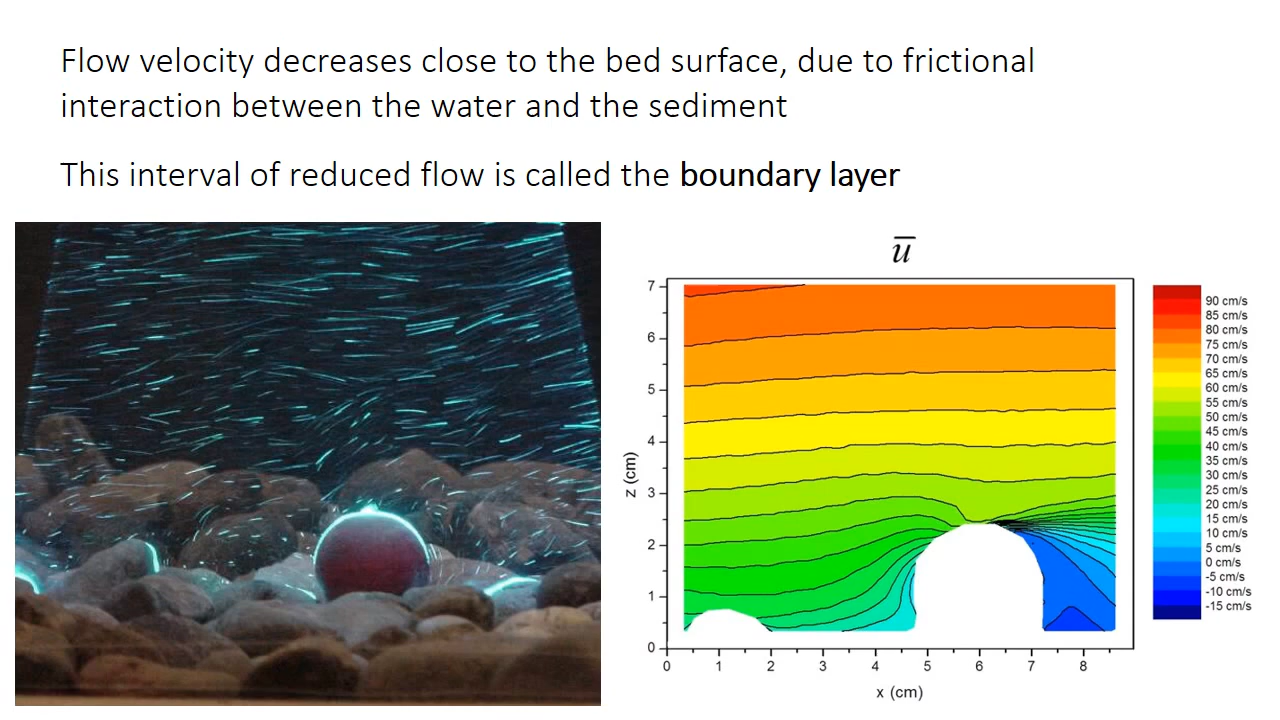 Flow velocity decreases close to the bed surface, due to frictional
interaction between the water and the sediment
This interval of reduced flow is called the boundary layer
u̅
7
6
5
4
3
2
1
0
z (cm)
0 1 2 3 4 5 6 7 8
x (cm)
90 cm/s
85 cm/s
80 cm/s
75 cm/s
70 cm/s
65 cm/s
60 cm/s
55 cm/s
50 cm/s
45 cm/s
40 cm/s
35 cm/s
30 cm/s
25 cm/s
20 cm/s
15 cm/s
10 cm/s
5 cm/s
0 cm/s
-5 cm/s
-10 cm/s
-15 cm/s